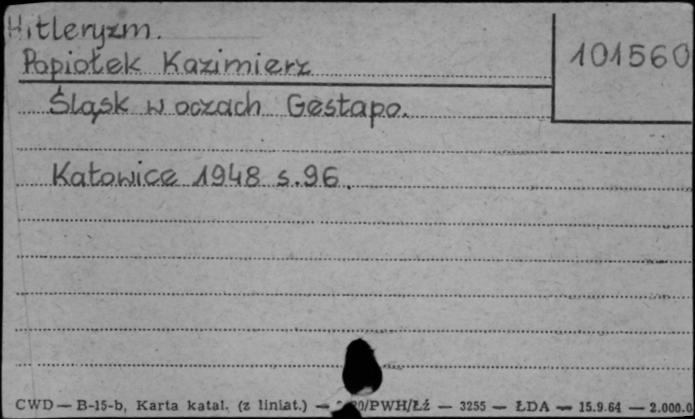 Hitleryzm.
Popiołek Kazimierz
101560
Śląsk w oczach Gestapo.
Katowice 1948 s.96.
CWD — B-15-b, Karta katal. (z liniat.) — /PWH/Łź — 3255 — ŁDA — 15.9.64 — 2.000.0